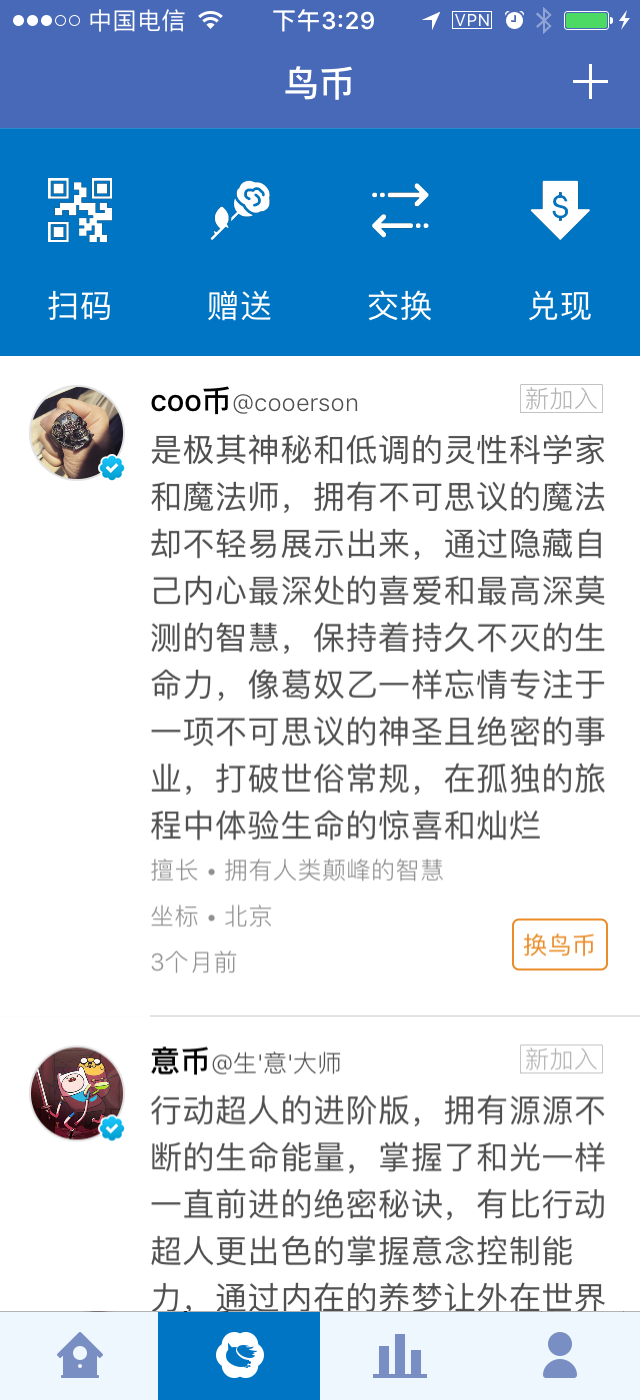 中国电信 下午3:29 VPN
鸟币
扫码 赠送 交换 兑现
coo币@cooerson 新加入
是极其神秘和低调的灵性科学家
和魔法师，拥有不可思议的魔法
却不轻易展示出来，通过隐藏自
己内心最深处的喜爱和最高深莫
测的智慧，保持着持久不灭的生
命力，像葛奴乙一样忘情专注于
一项不可思议的神圣且绝密的事
业，打破世俗常规，在孤独的旅
程中体验生命的惊喜和灿烂
擅长 • 拥有人类颠峰的智慧
坐标 • 北京
换鸟币
3个月前
意币@生'意'大师 新加入
行动超人的进阶版，拥有源源不
断的生命能量，掌握了和光一样
一直前进的绝密秘诀，有比行动
超人更出色的掌握意念控制能
力，通过内在的养梦让外在世界